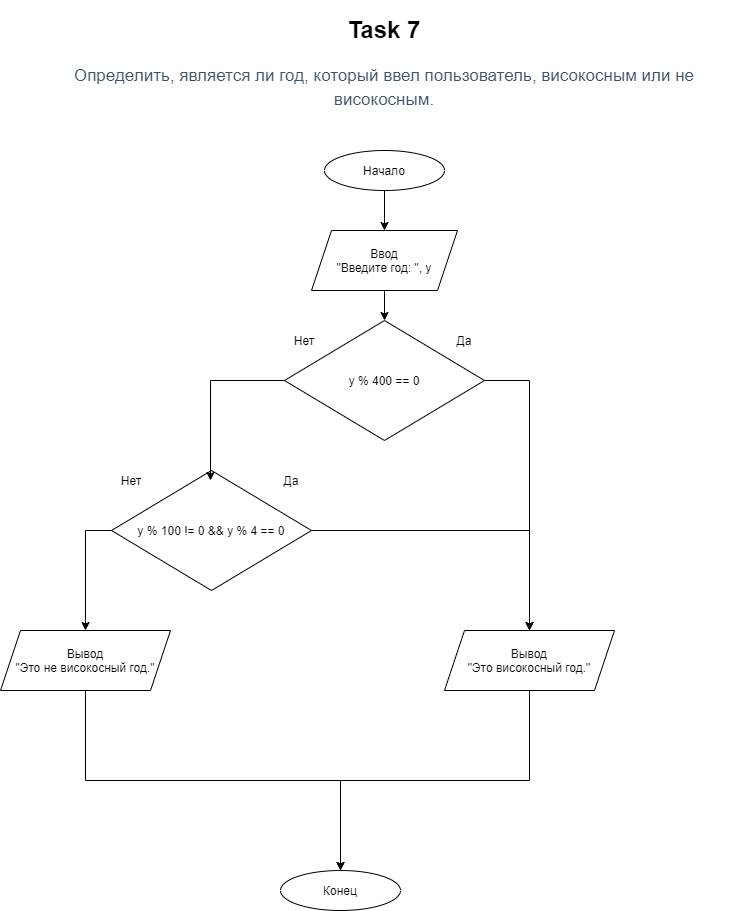 Task 7
Определить, является ли год, который ввел пользователь, високосным или не
високосным.
Начало
Ввод
"Введите год: ", y
Нет
Да
y % 400 == 0
Нет
Да
y % 100 != 0 && y % 4 == 0
Вывод
"Это не високосный год."
Вывод
"Это високосный год."
Конец